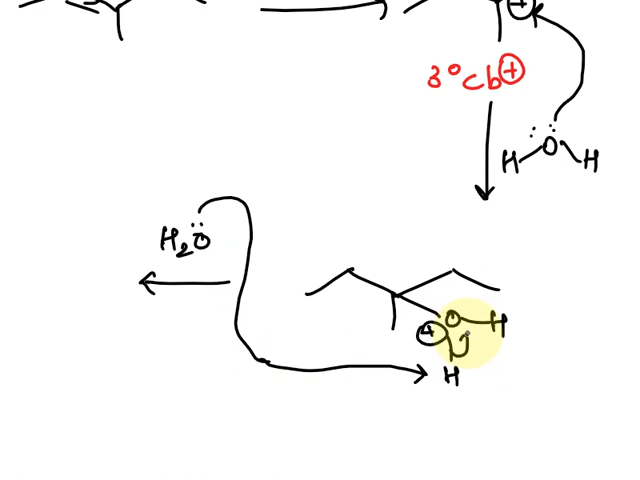 +
3° cb+
H O H
H₂O
O H
+
H